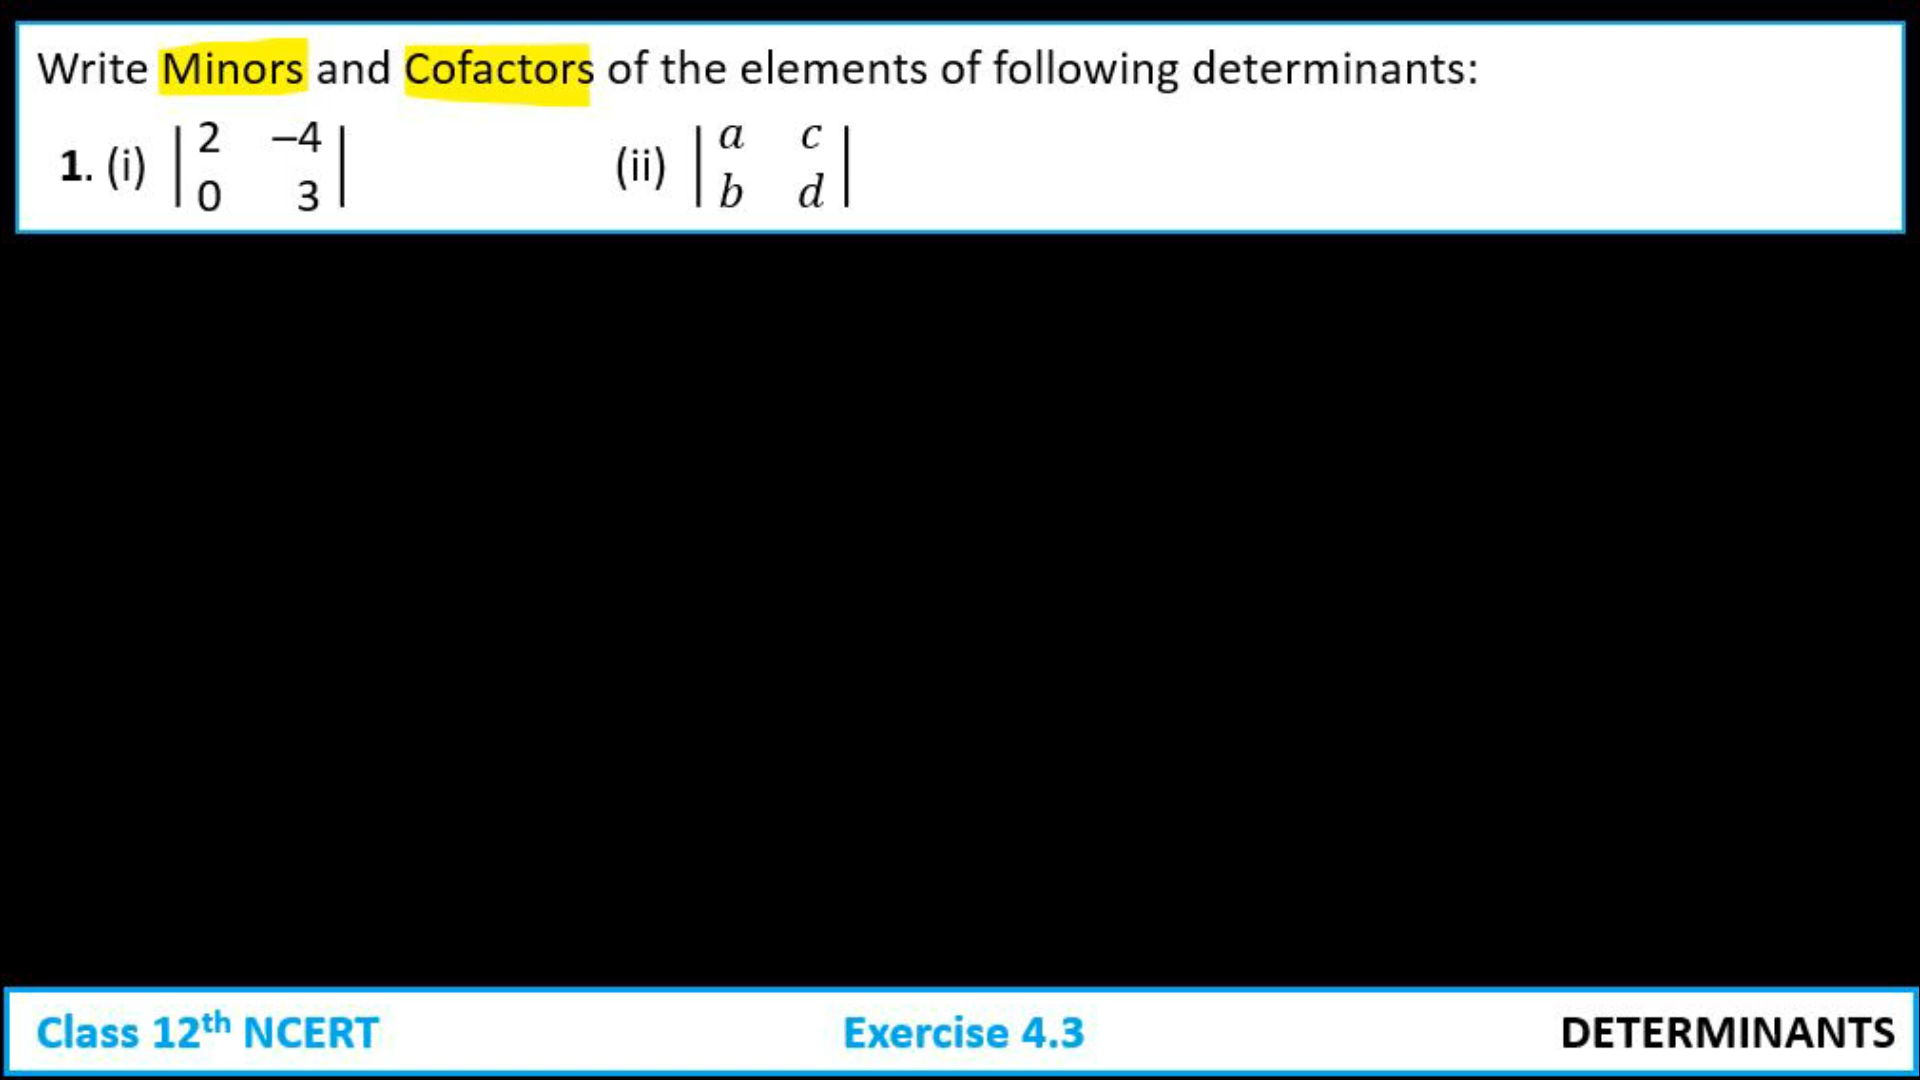 Write Minors and Cofactors of the elements of following determinants:
1. (i) | 2 –4 | (ii) | a c |
| 0 3 | | b d |
Class 12th NCERT Exercise 4.3 DETERMINANTS